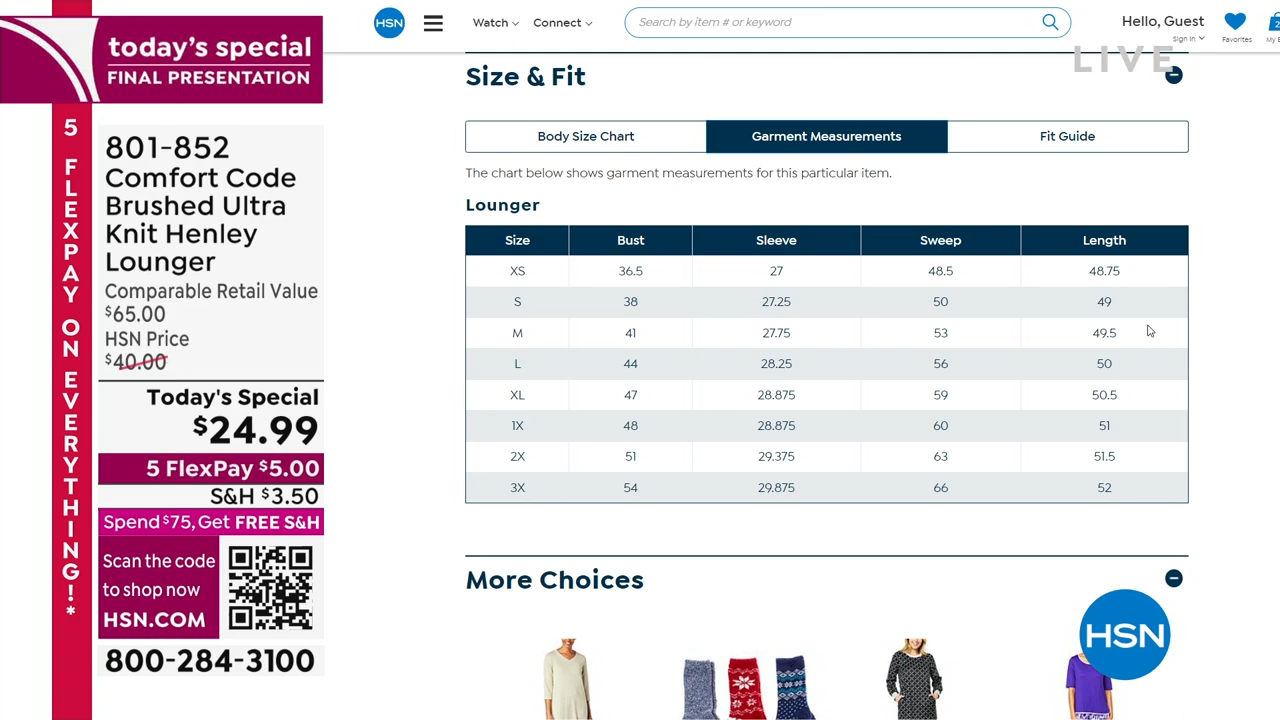 today's special
FINAL PRESENTATION
5 FLEXPAY ON EVERYTHING!*
801-852
Comfort Code
Brushed Ultra
Knit Henley
Lounger
Comparable Retail Value
$65.00
HSN Price
$40.00
Today's Special
$24.99
5 FlexPay $5.00
S&H $3.50
Spend $75, Get FREE S&H
Scan the code
to shop now
HSN.COM
800-284-3100
HSN Watch Connect Search by item # or keyword Hello, Guest
Sign In Favorites
LIVE
Size & Fit
Body Size Chart Garment Measurements Fit Guide
The chart below shows garment measurements for this particular item.
Lounger
Size Bust Sleeve Sweep Length
XS 36.5 27 48.5 48.75
S 38 27.25 50 49
M 41 27.75 53 49.5
L 44 28.25 56 50
XL 47 28.875 59 50.5
1X 48 28.875 60 51
2X 51 29.375 63 51.5
3X 54 29.875 66 52
More Choices
HSN